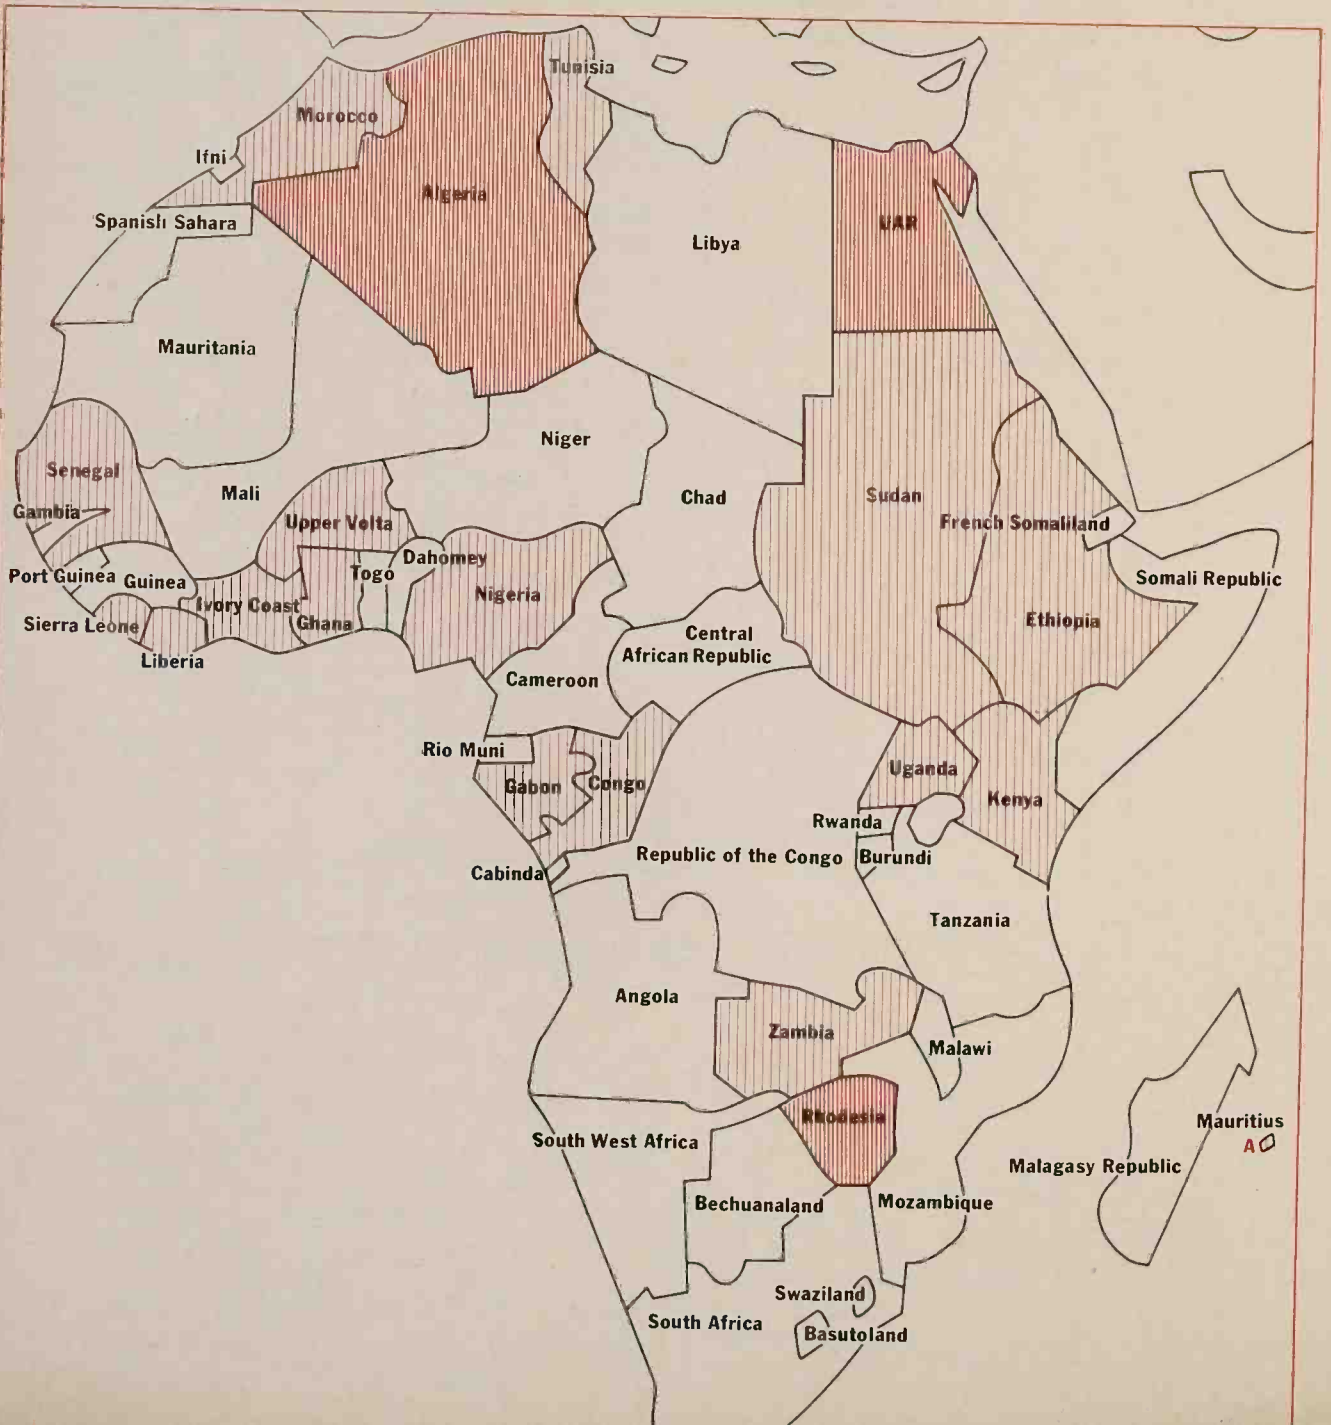 Tunisia
Morocco
Ifni
Algeria
Spanish Sahara
UAR
Libya
Mauritania
Niger
Senegal
Mali
Chad
Sudan
Gambia
Upper Volta
French Somaliland
Dahomey
Togo
Port Guinea
Guinea
Somali Republic
Nigeria
Ivory Coast
Ghana
Sierra Leone
Ethiopia
Liberia
Central
African Republic
Cameroon
Rio Muni
Gabon
Congo
Uganda
Kenya
Rwanda
Republic of the Congo
Burundi
Cabinda
Tanzania
Angola
Zambia
Malawi
Rhodesia
Mauritius
A
South West Africa
Malagasy Republic
Bechuanaland
Mozambique
Swaziland
South Africa
Basutoland